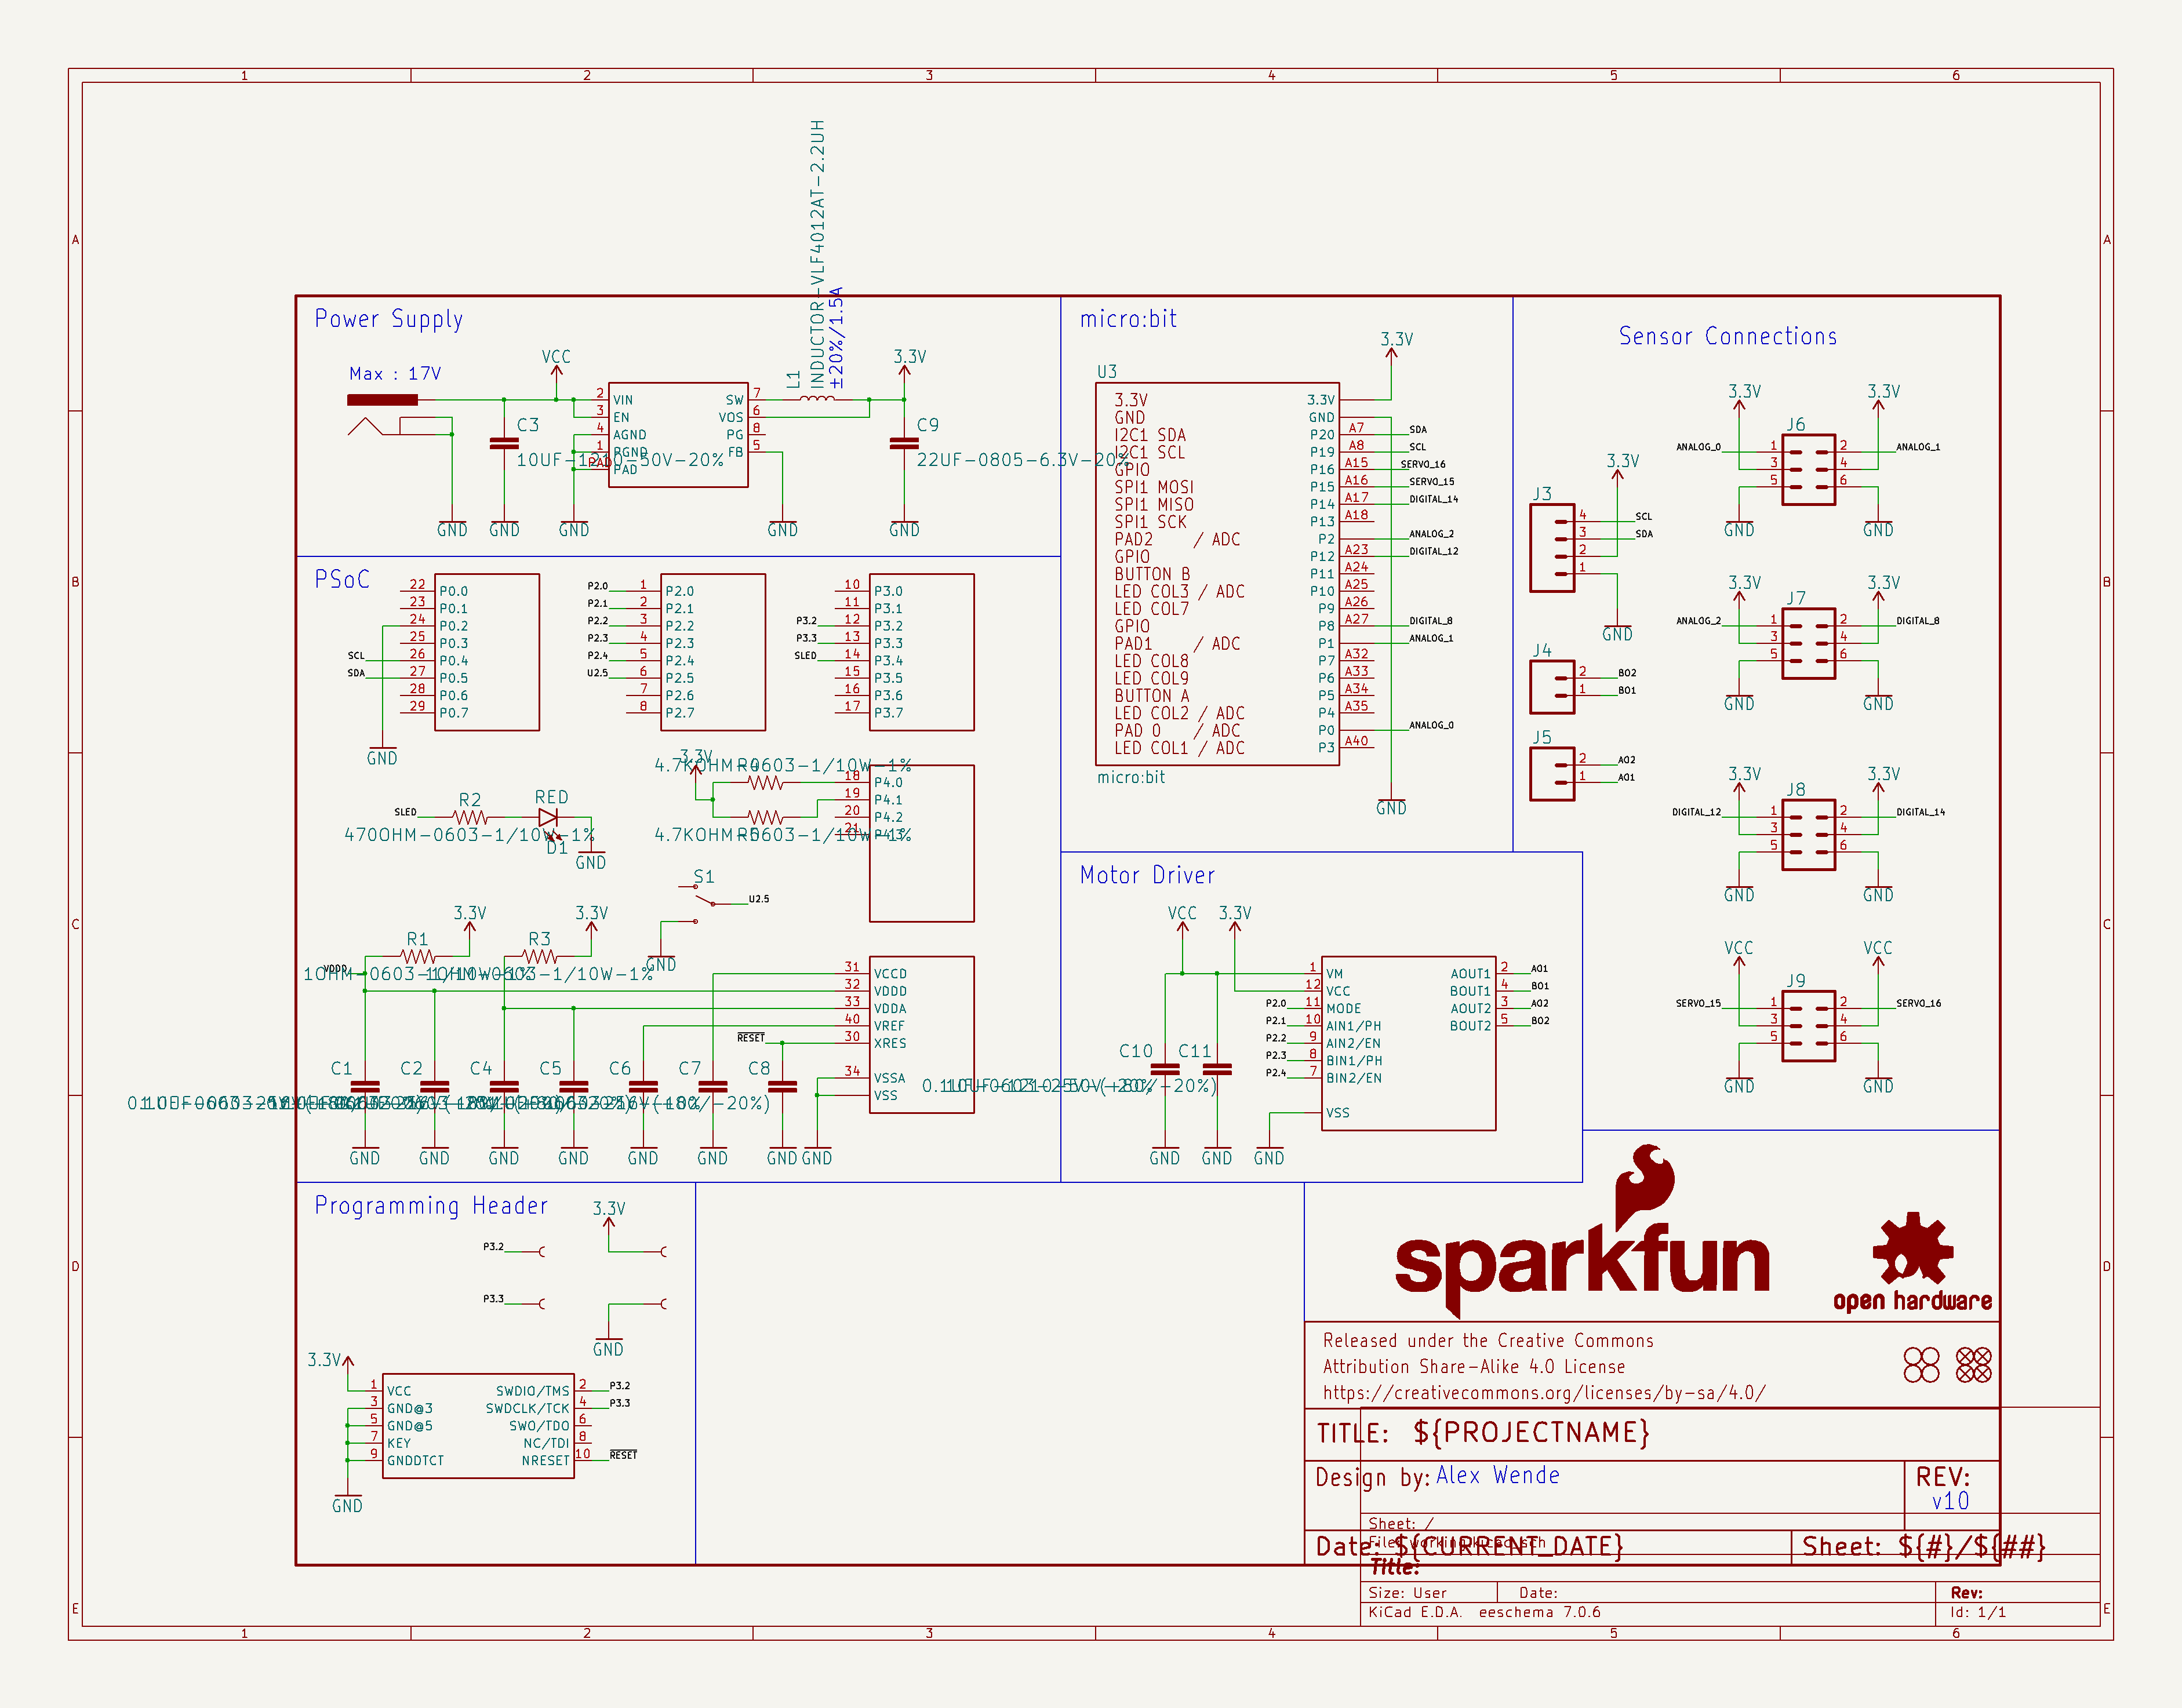 1 2 3 4 5 6
A A
B B
C C
D D
E E
Power Supply
Max : 17V
VCC
3.3V
C3
10UF-1210-50V-20%
2 VIN
3 EN
4 AGND
1 PGND
PAD PAD
SW 7
VOS 6
PG 8
FB 5
L1
INDUCTOR-VLF4012AT-2.2UH
±20%/1.5A
C9
22UF-0805-6.3V-20%
GND GND GND GND GND
PSoC
22 P0.0
23 P0.1
24 P0.2
25 P0.3
SCL 26 P0.4
SDA 27 P0.5
28 P0.6
29 P0.7
GND
P2.0 1 P2.0
P2.1 2 P2.1
P2.2 3 P2.2
P2.3 4 P2.3
P2.4 5 P2.4
U2.5 6 P2.5
7 P2.6
8 P2.7
10 P3.0
11 P3.1
P3.2 12 P3.2
P3.3 13 P3.3
SLED 14 P3.4
15 P3.5
16 P3.6
17 P3.7
3.3V
4.7KOHM-0603-1/10W-1%
R4
18 P4.0
19 P4.1
20 P4.2
21 P4.3
4.7KOHM-0603-1/10W-1%
R5
SLED
R2
470OHM-0603-1/10W-1%
RED
D1
GND
S1
U2.5
GND
3.3V 3.3V
R1 R3
VDDD
1OHM-0603-1/10W-1%
1OHM-0603-1/10W-1%
31 VCCD
32 VDDD
33 VDDA
40 VREF
RESET 30 XRES
34 VSSA
VSS
C1 C2 C4 C5 C6 C7 C8
GND GND GND GND GND GND GND GND
micro:bit
U3
3.3V
3.3V
GND
I2C1 SDA
I2C1 SCL
GPIO
SPI1 MOSI
SPI1 MISO
SPI1 SCK
PAD2 / ADC
GPIO
BUTTON B
LED COL3 / ADC
LED COL7
GPIO
PAD1 / ADC
LED COL8
LED COL9
BUTTON A
LED COL2 / ADC
PAD 0 / ADC
LED COL1 / ADC
3.3V
GND
P20 A7 SDA
P19 A8 SCL
P16 A15 SERVO_16
P15 A16 SERVO_15
P14 A17 DIGITAL_14
P13 A18
P2 ANALOG_2
P12 A23 DIGITAL_12
P11 A24
P10 A25
P9 A26
P8 A27 DIGITAL_8
P1 ANALOG_1
P7 A32
P6 A33
P5 A34
P4 A35
P0 ANALOG_0
P3 A40
micro:bit
GND
Sensor Connections
J3
3.3V
4 SCL
3 SDA
2
1
GND
J4
2 BO2
1 BO1
J5
2 AO2
1 AO1
3.3V 3.3V
J6
ANALOG_0 1 2 ANALOG_1
3 4
5 6
GND GND
3.3V 3.3V
J7
ANALOG_2 1 2 DIGITAL_8
3 4
5 6
GND GND
3.3V 3.3V
J8
DIGITAL_12 1 2 DIGITAL_14
3 4
5 6
GND GND
VCC VCC
J9
SERVO_15 1 2 SERVO_16
3 4
5 6
GND GND
Motor Driver
VCC 3.3V
1 VM
12 VCC
P2.0 11 MODE
P2.1 10 AIN1/PH
P2.2 9 AIN2/EN
P2.3 8 BIN1/PH
P2.4 7 BIN2/EN
VSS
AOUT1 2 AO1
BOUT1 4 BO1
AOUT2 3 AO2
BOUT2 5 BO2
C10 C11
GND GND GND
Programming Header
3.3V
P3.2
P3.3
GND
3.3V
1 VCC
3 GND@3
5 GND@5
7 KEY
9 GNDDTCT
SWDIO/TMS 2 P3.2
SWDCLK/TCK 4 P3.3
SWO/TDO 6
NC/TDI 8
NRESET 10 RESET
GND
sparkfun
open hardware
Released under the Creative Commons
Attribution Share-Alike 4.0 License
https://creativecommons.org/licenses/by-sa/4.0/
TITLE: ${PROJECTNAME}
Design by: Alex Wende
REV:
v10
Date: ${CURRENT_DATE}
Sheet: ${#}/${##}
Sheet: /
File: working.kicad_sch
Title:
Size: User Date: Rev:
KiCad E.D.A. eeschema 7.0.6 Id: 1/1
1 2 3 4 5 6